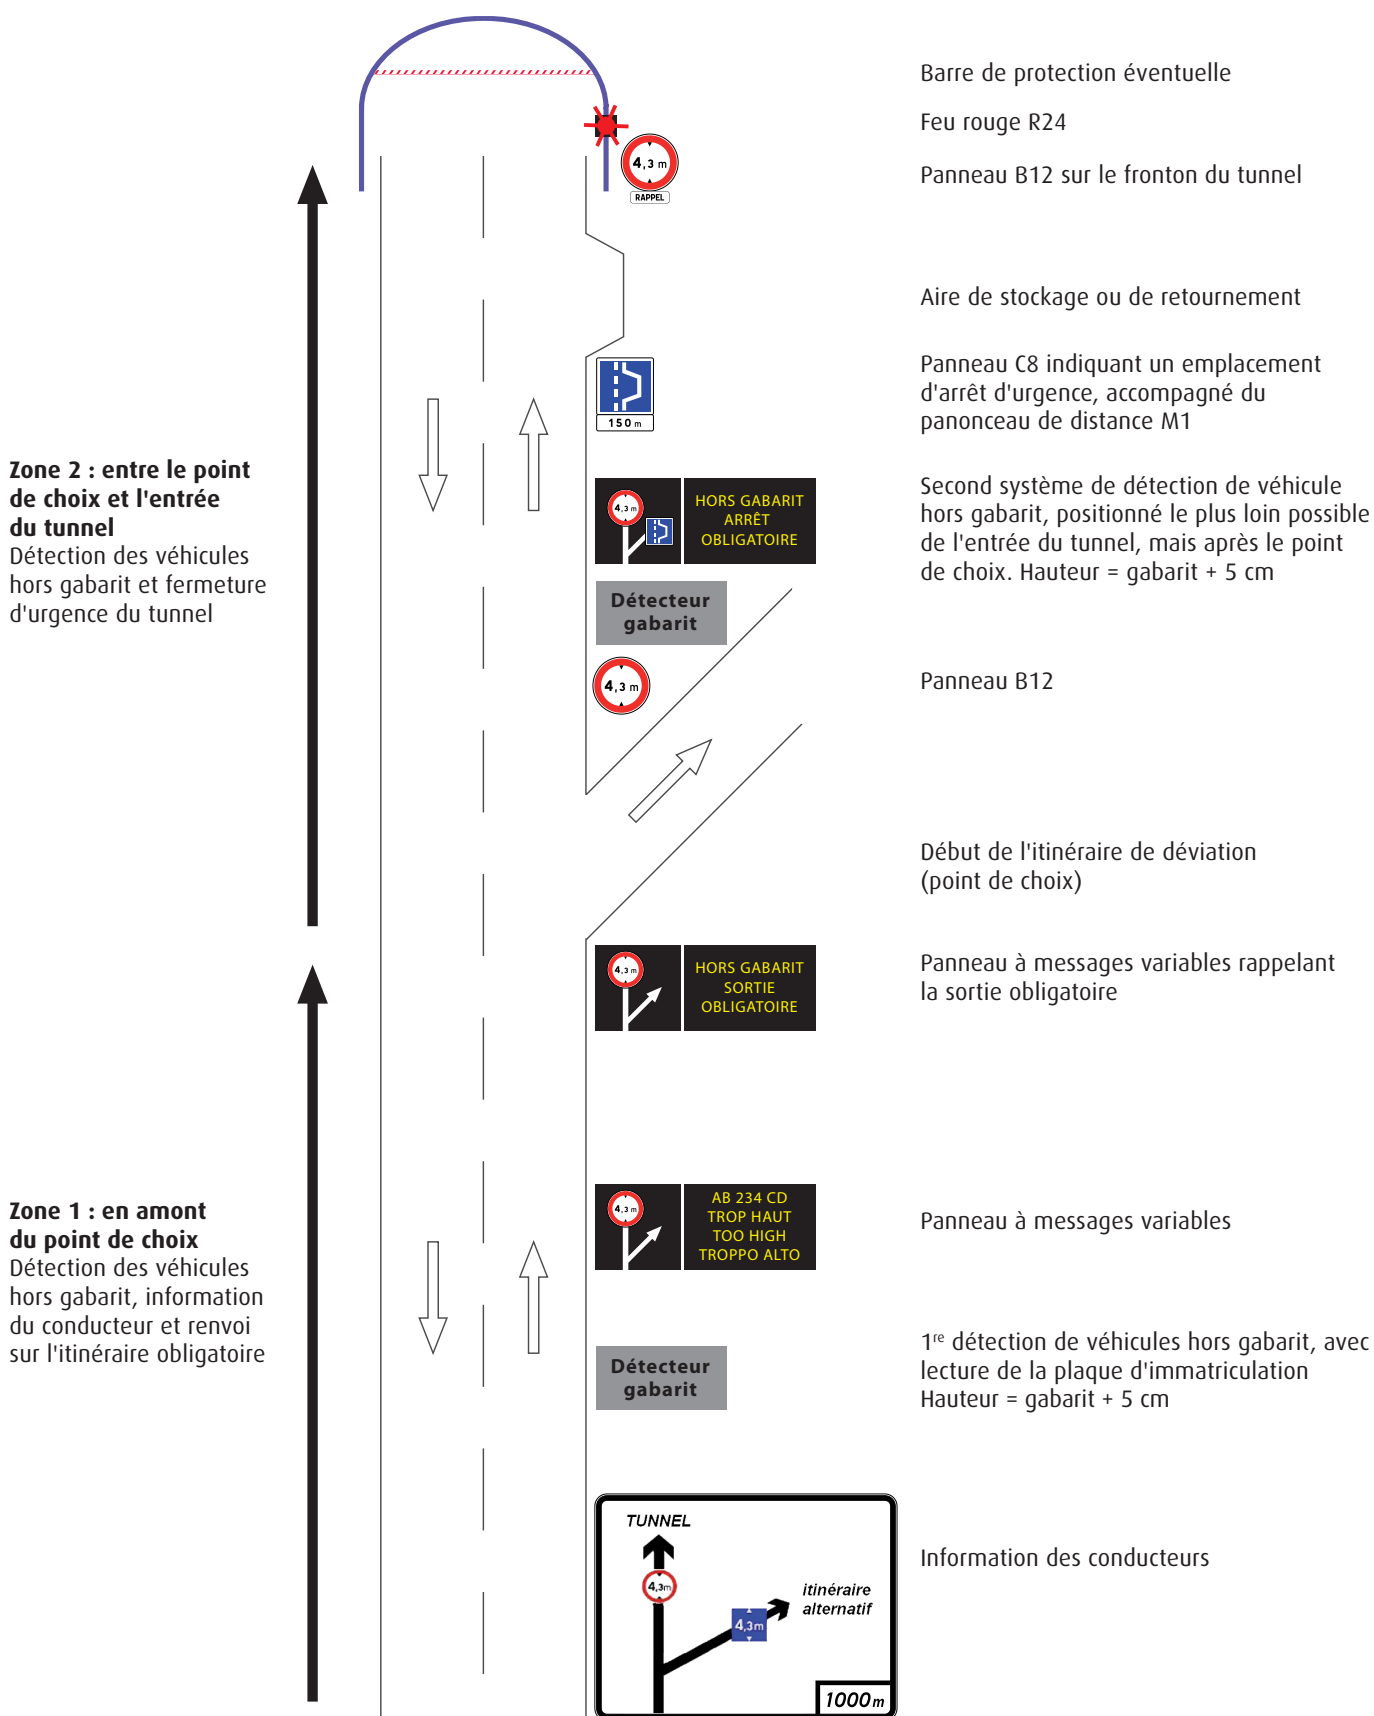 Barre de protection éventuelle
Feu rouge R24
4,3 m
RAPPEL
Panneau B12 sur le fronton du tunnel
Aire de stockage ou de retournement
150 m
Panneau C8 indiquant un emplacement
d'arrêt d'urgence, accompagné du
panonceau de distance M1
Zone 2 : entre le point
de choix et l'entrée
du tunnel
Détection des véhicules
hors gabarit et fermeture
d'urgence du tunnel
4,3 m
HORS GABARIT
ARRÊT
OBLIGATOIRE
Second système de détection de véhicule
hors gabarit, positionné le plus loin possible
de l'entrée du tunnel, mais après le point
de choix. Hauteur = gabarit + 5 cm
Détecteur
gabarit
4,3 m
Panneau B12
Début de l'itinéraire de déviation
(point de choix)
4,3 m
HORS GABARIT
SORTIE
OBLIGATOIRE
Panneau à messages variables rappelant
la sortie obligatoire
Zone 1 : en amont
du point de choix
Détection des véhicules
hors gabarit, information
du conducteur et renvoi
sur l'itinéraire obligatoire
4,3 m
AB 234 CD
TROP HAUT
TOO HIGH
TROPPO ALTO
Panneau à messages variables
Détecteur
gabarit
1re détection de véhicules hors gabarit, avec
lecture de la plaque d'immatriculation
Hauteur = gabarit + 5 cm
TUNNEL
4,3m
itinéraire
alternatif
4,3m
1000 m
Information des conducteurs